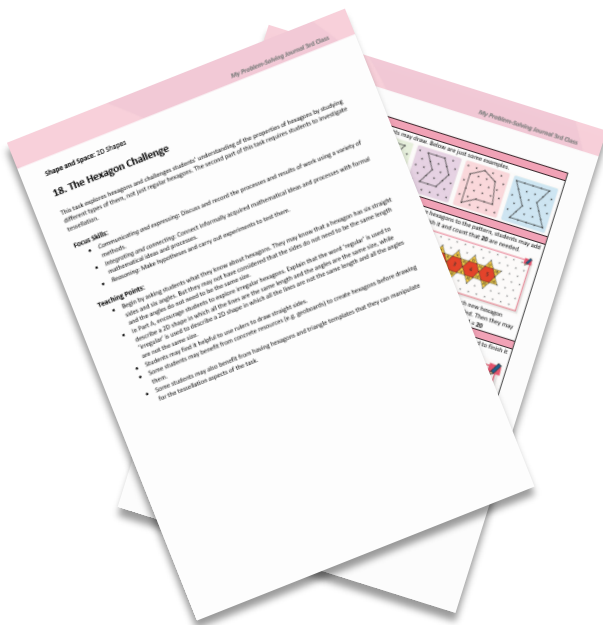 My Problem-Solving Journal 3rd Class
Shape and Space: 2D Shapes
18. The Hexagon Challenge
This task explores hexagons and challenges students' understanding of the properties of hexagons by studying
different types of them, not just regular hexagons. The second part of this task requires students to investigate
tessellation.
Focus Skills:
• Communicating and expressing: Discuss and record the processes and results of work using a variety of
methods.
• Integrating and connecting: Connect informally acquired mathematical ideas and processes with formal
mathematical ideas and processes.
• Reasoning: Make hypotheses and carry out experiments to test them.
Teaching Points:
• Begin by asking students what they know about hexagons. They may know that a hexagon has six straight
sides and six angles. But they may not have considered that the sides do not need to be the same length
and the angles do not need to be the same size.
• In Part A, encourage students to explore irregular hexagons. Explain that the word 'regular' is used to
describe a 2D shape in which all the lines are the same length and the angles are the same size, while
'irregular' is used to describe a 2D shape in which all the lines are not the same length and all the angles
are not the same size.
• Students may find it helpful to use rulers to draw straight sides.
• Some students may benefit from concrete resources (e.g. geoboards) to create hexagons before drawing
them.
• Some students may also benefit from having hexagons and triangle templates that they can manipulate
for the tessellation aspects of the task.
My Problem-Solving Journal 3rd Class
may draw. Below are just some examples.
hexagons to the pattern, students may add
it and count that 20 are needed.
new hexagon
Then they may
= 20
to finish it